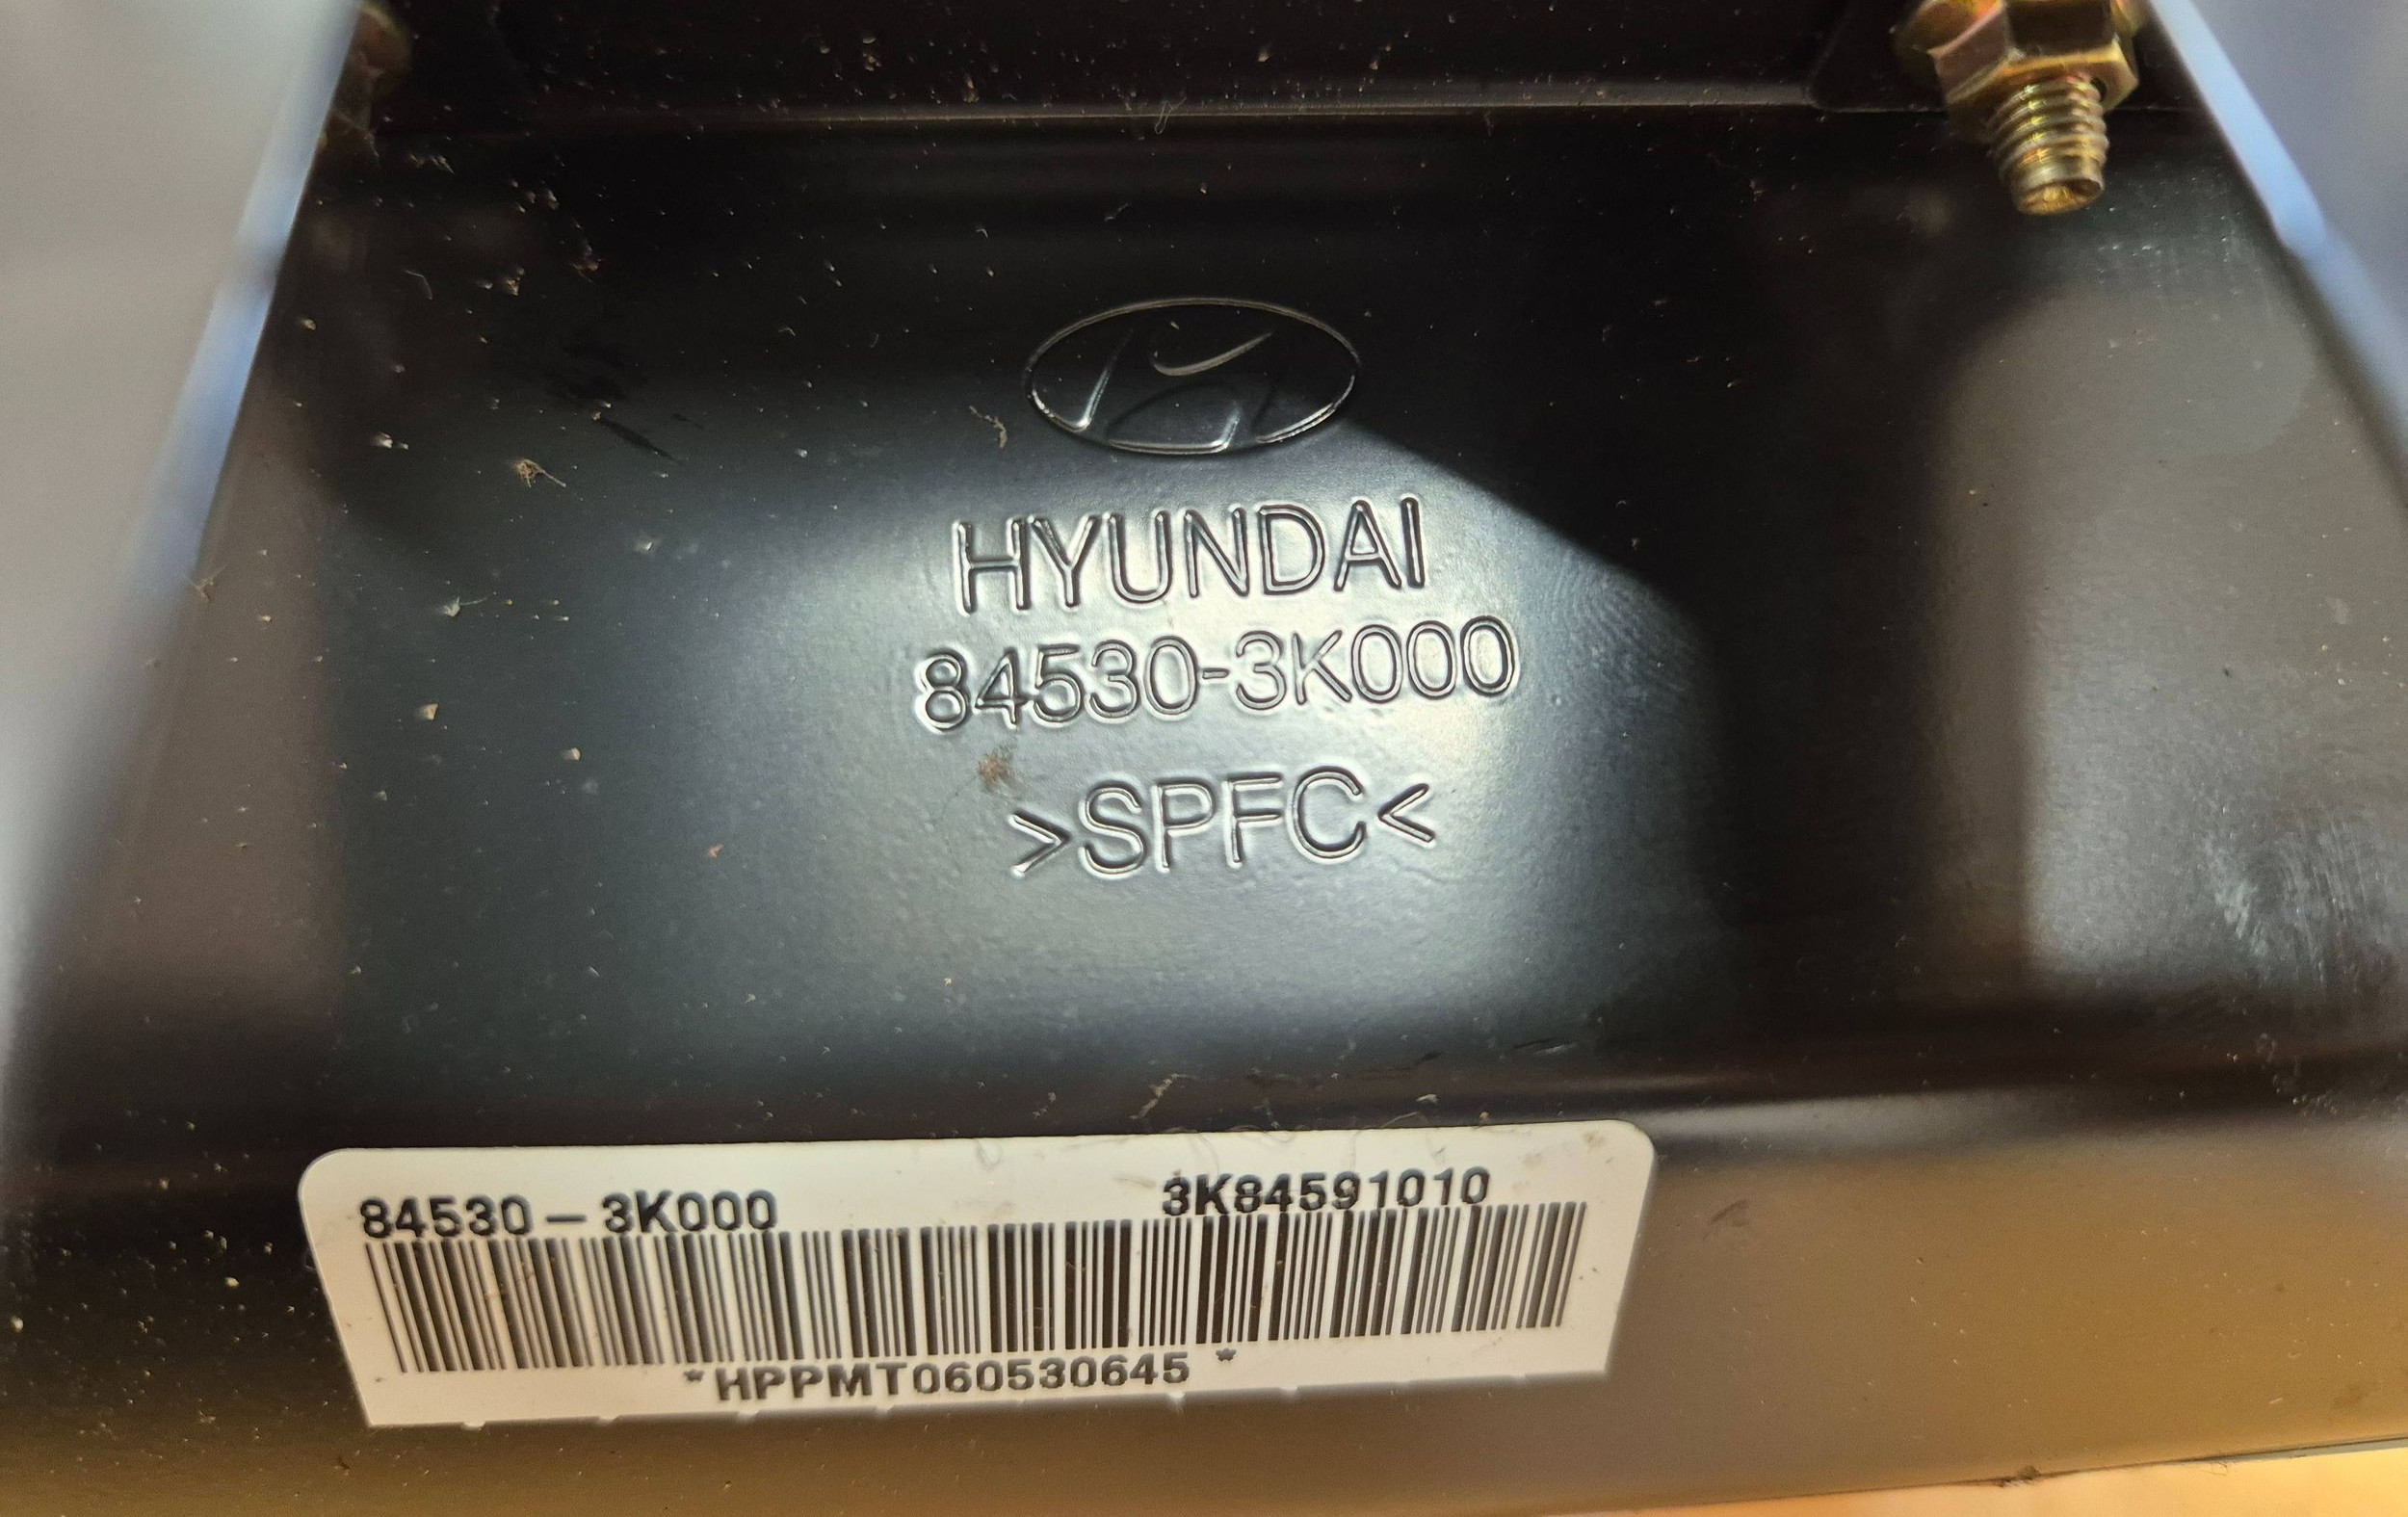 HYUNDAI
84530-3K000
>SPFC<
84530 – 3K000 3K84591010
*HPPMT060530645 *